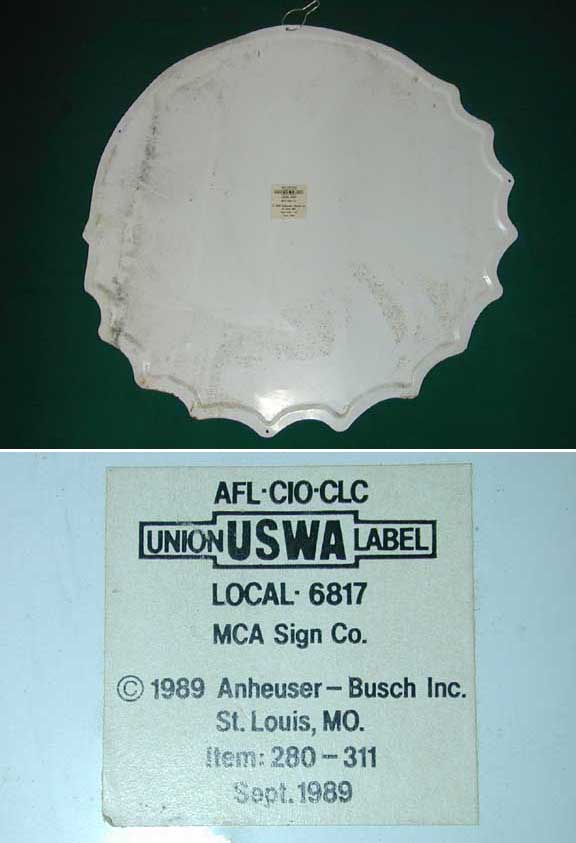 AFL·CIO·CLC
UNION USWA LABEL
LOCAL· 6817
MCA Sign Co.
© 1989 Anheuser-Busch Inc.
St. Louis, MO.
Item: 280-311
Sept. 1989